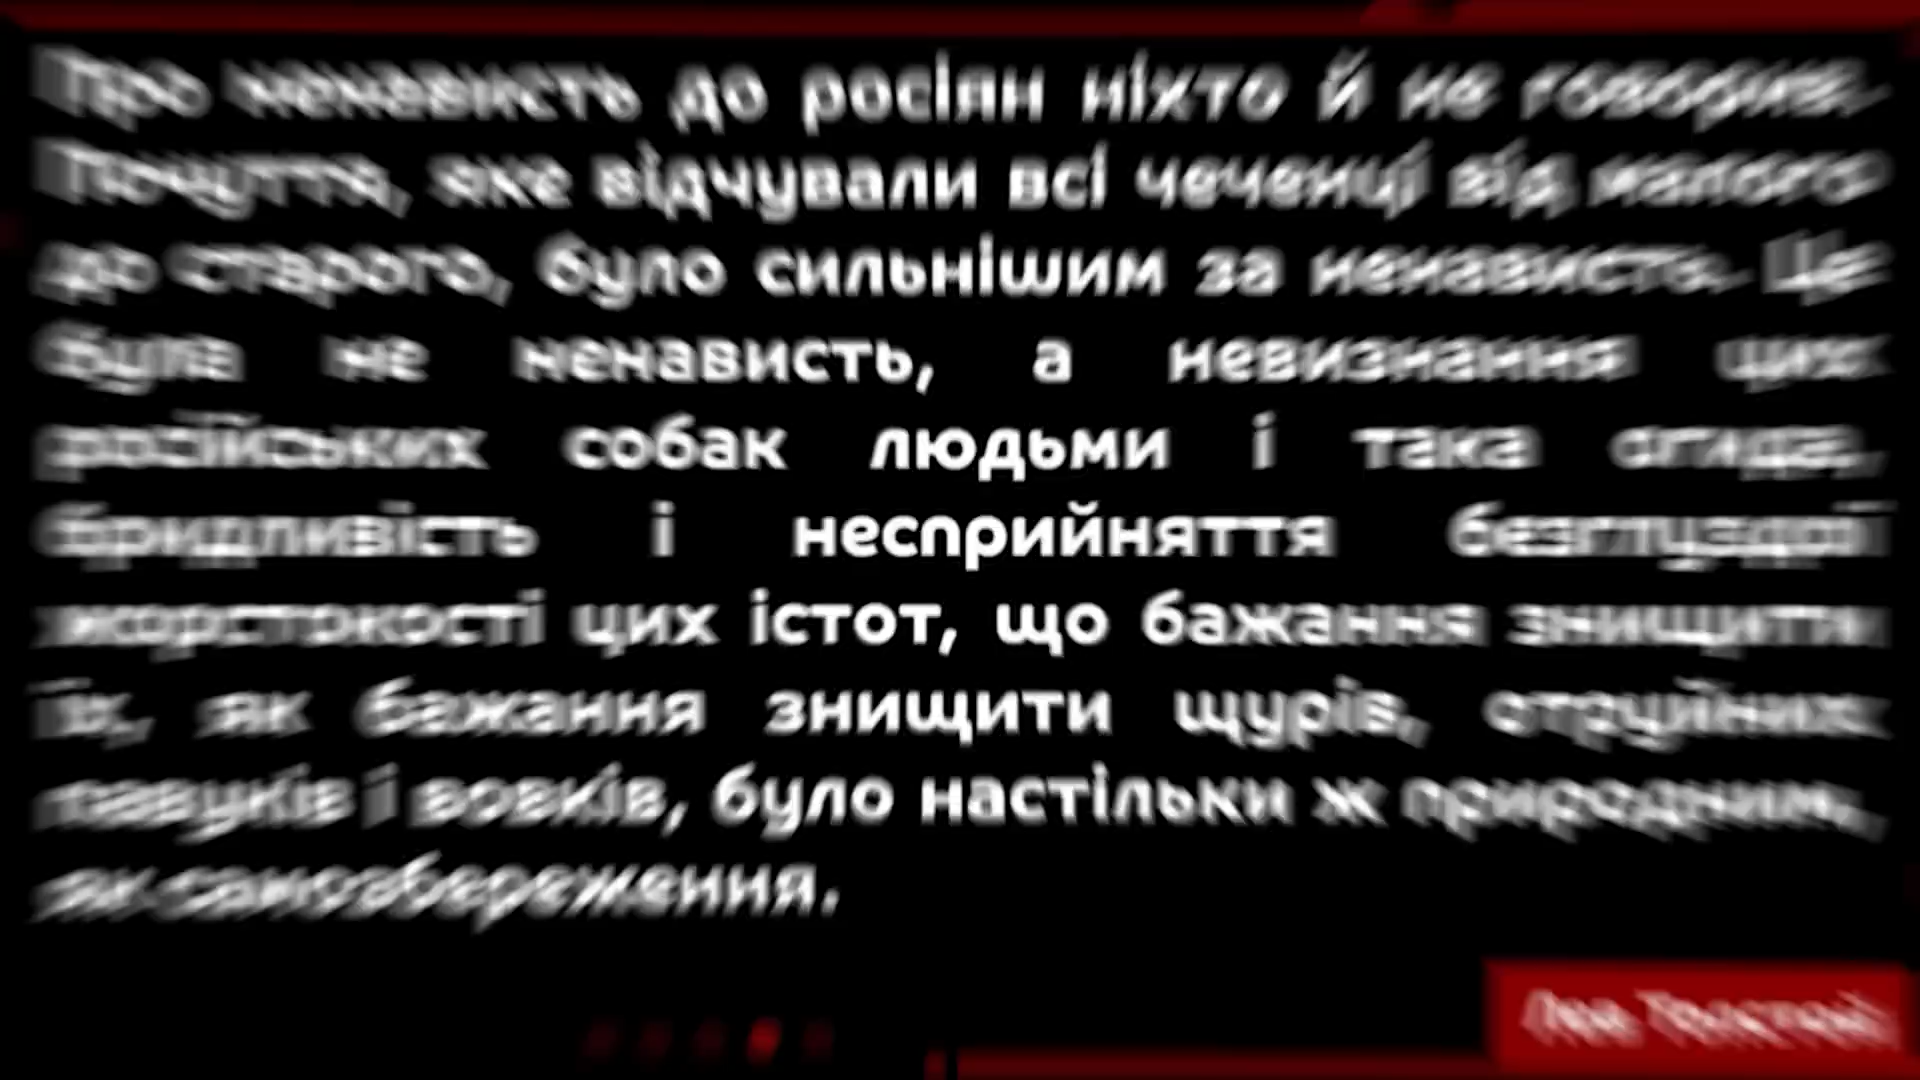 Про ненависть до росіян ніхто й не говорив.
Почуття, яке відчували всі чеченці від малого
до старого, було сильнішим за ненависть. Це
була не ненависть, а невизнання цих
російських собак людьми і така огида,
бридливість і несприйняття безглуздої
жорстокості цих істот, що бажання знищити
їх, як бажання знищити щурів, отруйних
павуків і вовків, було настільки ж природним,
як самозбереження.
Лев Толстой